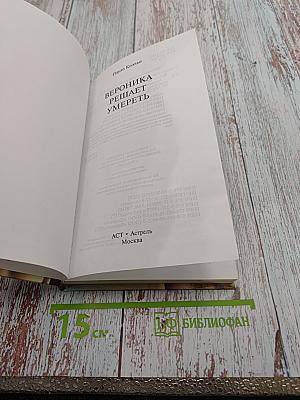 Пауло Коэльо
ВЕРОНИКА
РЕШАЕТ
УМЕРЕТЬ
АСТ • Астрель
Москва
15 см
БИБЛИОФАН